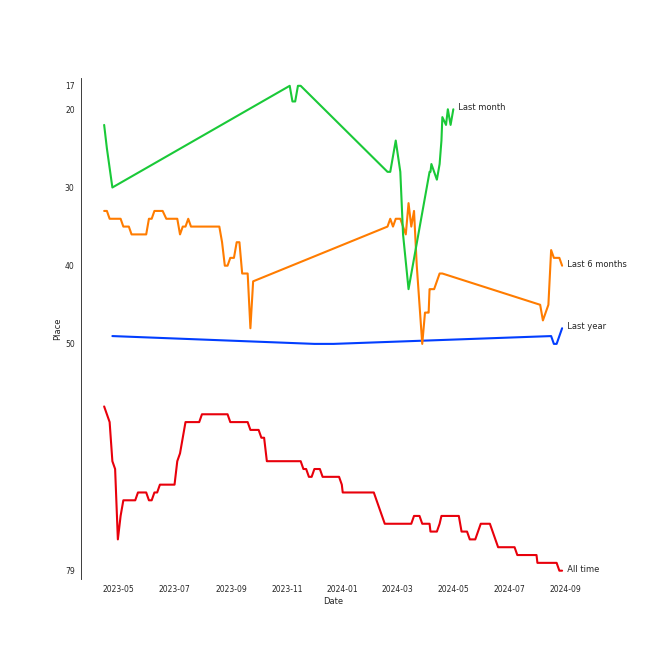 17
20
30
40
50
79
Place
2023-05
2023-07
2023-09
2023-11
2024-01
2024-03
2024-05
2024-07
2024-09
Date
Last month
Last 6 months
Last year
All time